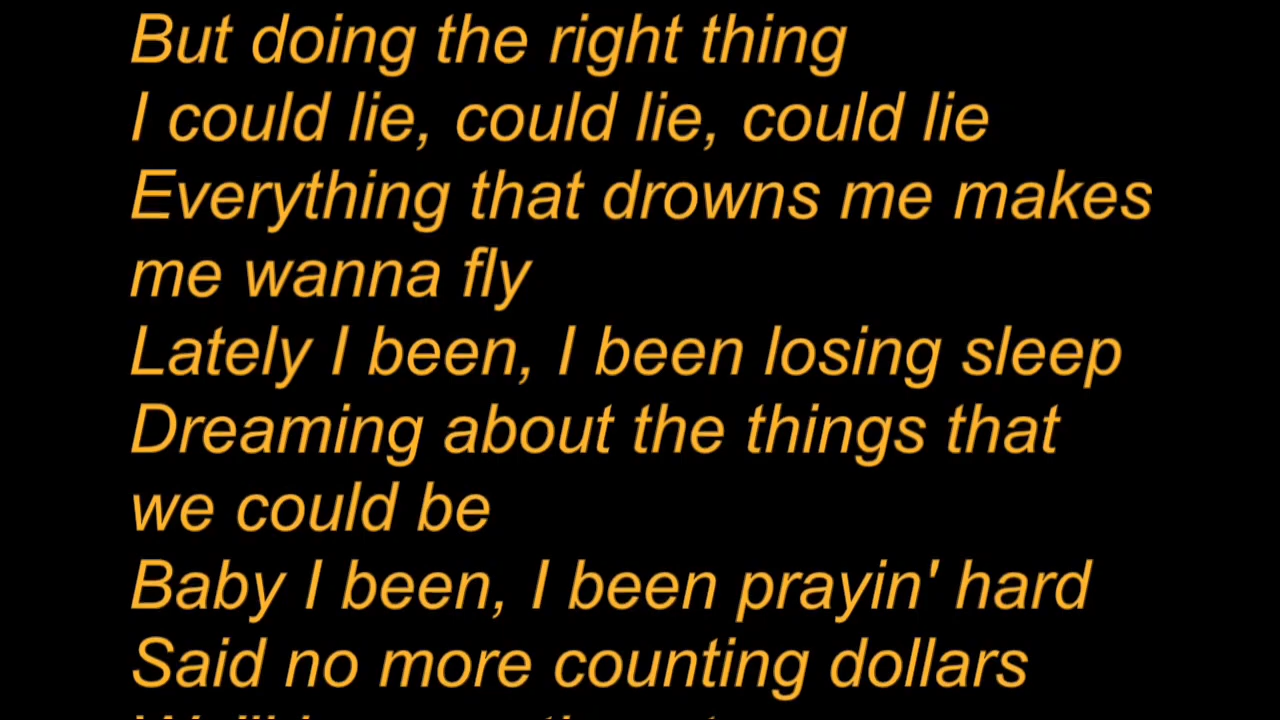 But doing the right thing
I could lie, could lie, could lie
Everything that drowns me makes
me wanna fly
Lately I been, I been losing sleep
Dreaming about the things that
we could be
Baby I been, I been prayin' hard
Said no more counting dollars